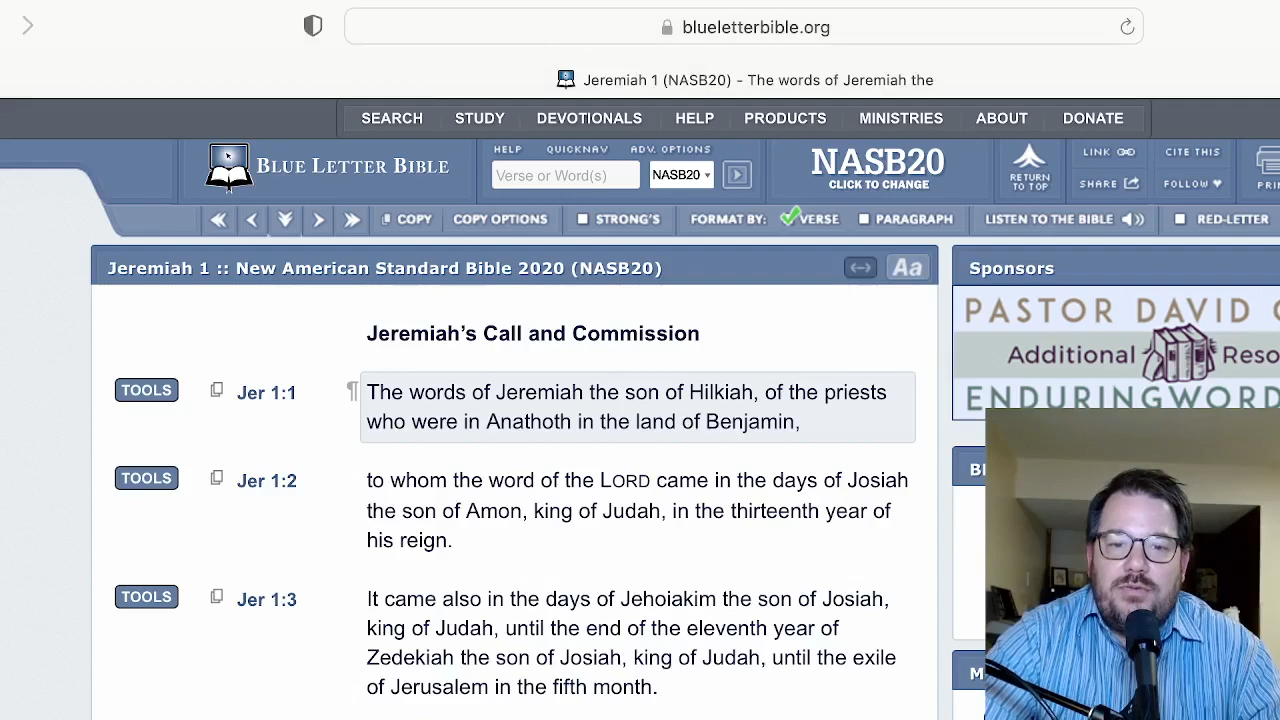 blueletterbible.org
Jeremiah 1 (NASB20) - The words of Jeremiah the
SEARCH STUDY DEVOTIONALS HELP PRODUCTS MINISTRIES ABOUT DONATE
BLUE LETTER BIBLE
HELP QUICKNAV ADV. OPTIONS
Verse or Word(s) NASB20
NASB20
CLICK TO CHANGE
RETURN
TO TOP
LINK CITE THIS
SHARE FOLLOW
COPY COPY OPTIONS STRONG'S FORMAT BY: VERSE PARAGRAPH LISTEN TO THE BIBLE RED-LETTER
Jeremiah 1 :: New American Standard Bible 2020 (NASB20)
Aa
Sponsors
PASTOR DAVID
Additional
ENDURINGWORD
Jeremiah’s Call and Commission
TOOLS Jer 1:1 ¶ The words of Jeremiah the son of Hilkiah, of the priests
who were in Anathoth in the land of Benjamin,
TOOLS Jer 1:2 to whom the word of the LORD came in the days of Josiah
the son of Amon, king of Judah, in the thirteenth year of
his reign.
TOOLS Jer 1:3 It came also in the days of Jehoiakim the son of Josiah,
king of Judah, until the end of the eleventh year of
Zedekiah the son of Josiah, king of Judah, until the exile
of Jerusalem in the fifth month.